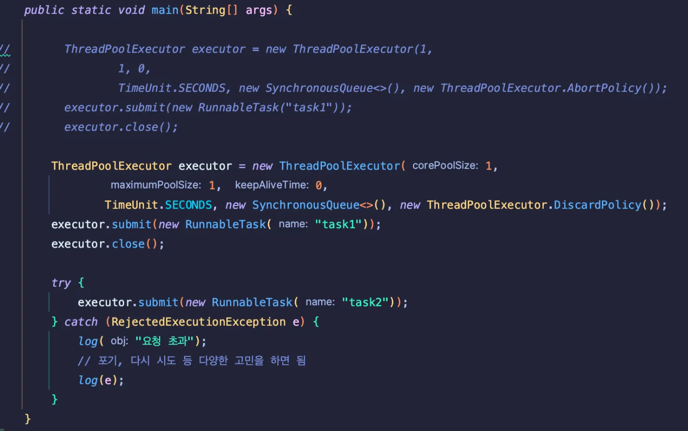 public static void main(String[] args) {
//        ThreadPoolExecutor executor = new ThreadPoolExecutor(1,
//                1, 0,
//                TimeUnit.SECONDS, new SynchronousQueue<>(), new ThreadPoolExecutor.AbortPolicy());
//        executor.submit(new RunnableTask("task1"));
//        executor.close();
ThreadPoolExecutor executor = new ThreadPoolExecutor( corePoolSize: 1,
maximumPoolSize: 1, keepAliveTime: 0,
TimeUnit.SECONDS, new SynchronousQueue<>(), new ThreadPoolExecutor.DiscardPolicy());
executor.submit(new RunnableTask( name: "task1"));
executor.close();
try {
executor.submit(new RunnableTask( name: "task2"));
} catch (RejectedExecutionException e) {
log( obj: "요청 초과");
// 포기, 다시 시도 등 다양한 고민을 하면 됨
log(e);
}
}